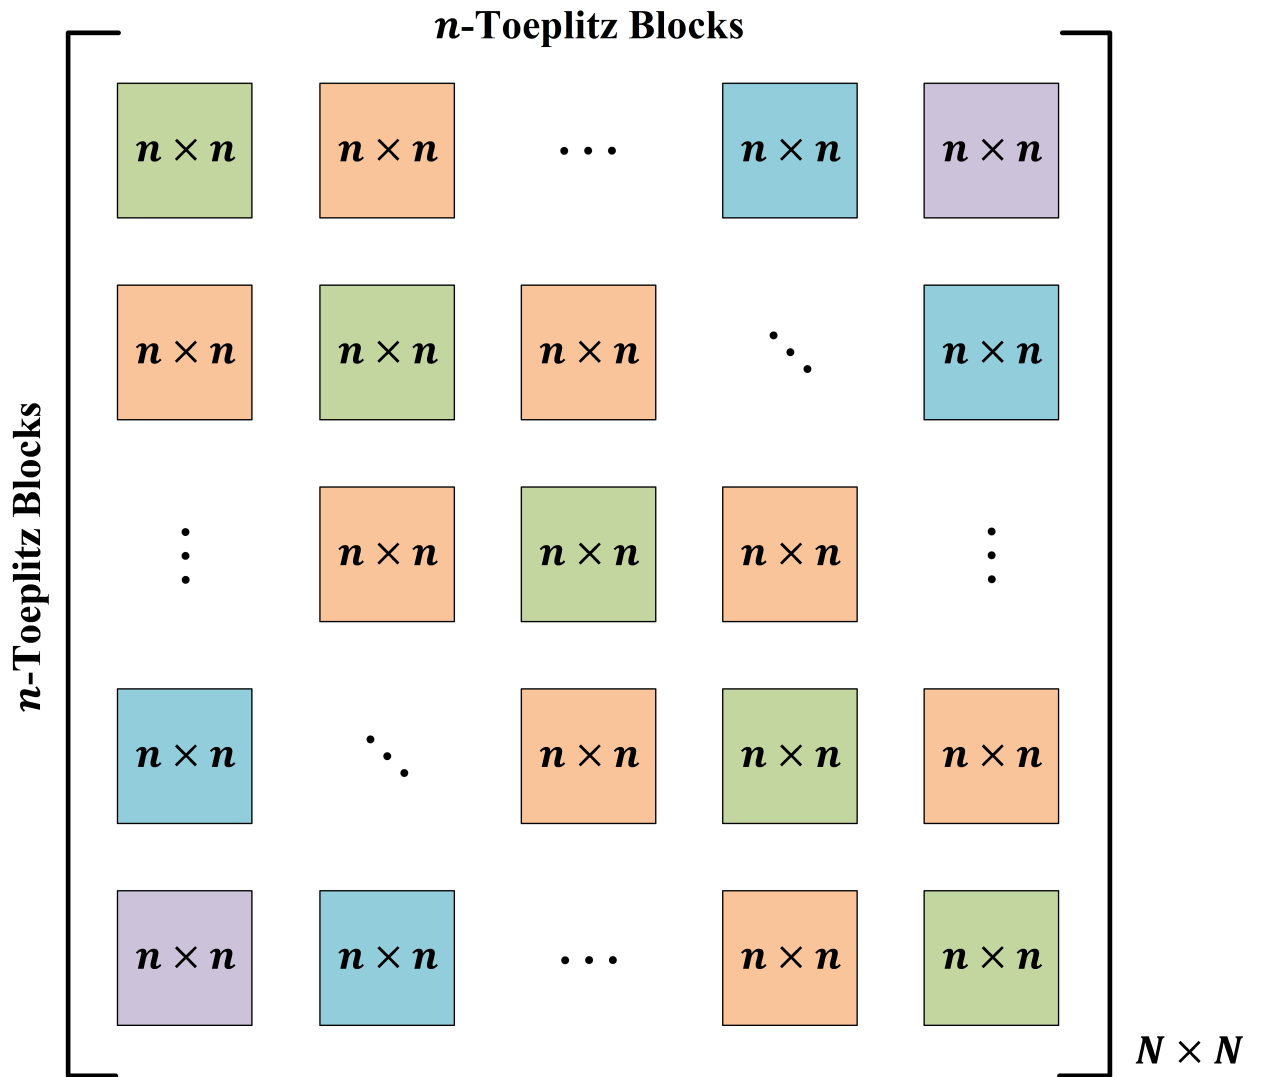 n-Toeplitz Blocks
n × n n × n ··· n × n n × n
n × n n × n n × n ⋱ n × n
n-Toeplitz Blocks
⋮ n × n n × n n × n ⋮
n × n ⋱ n × n n × n n × n
n × n n × n ··· n × n n × n
N × N